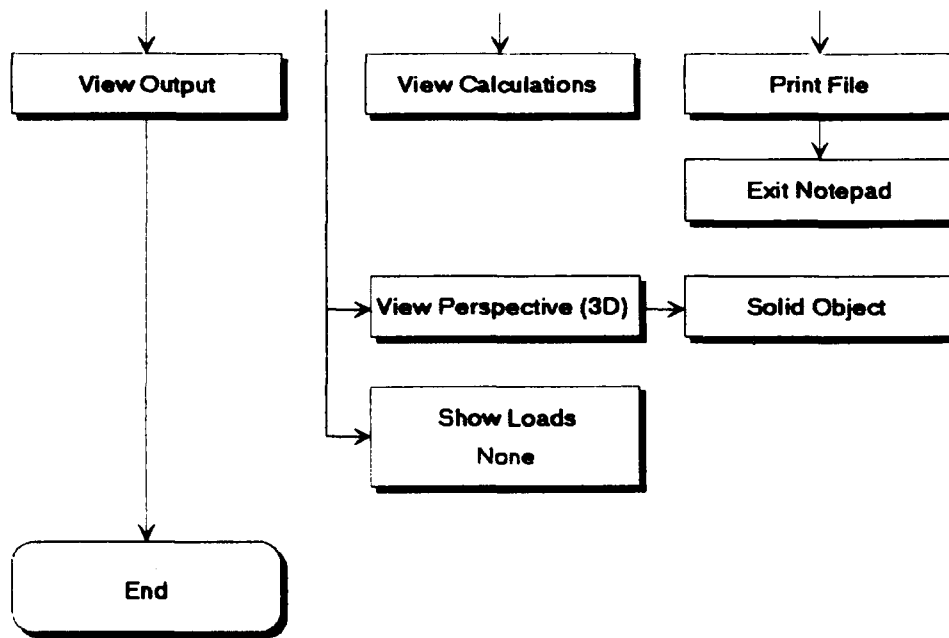 View Output
View Calculations
Print File
Exit Notepad
View Perspective (3D)
Solid Object
Show Loads
None
End